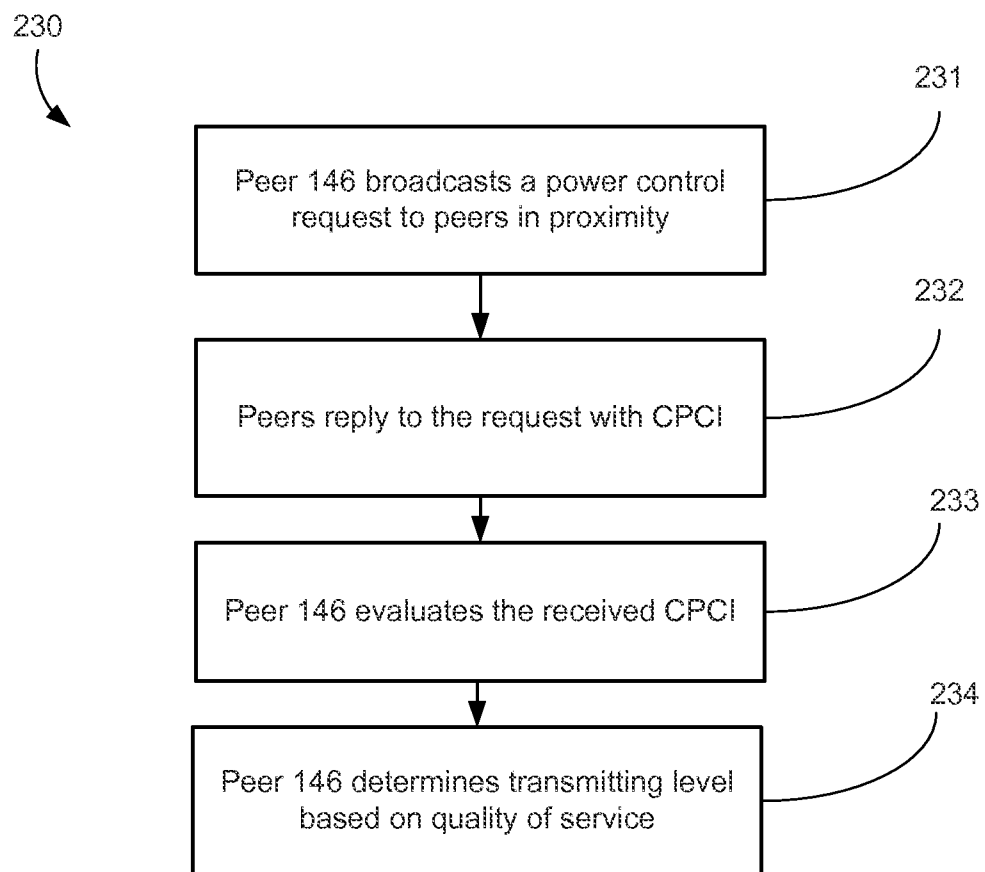 230
231
Peer 146 broadcasts a power control
request to peers in proximity
232
Peers reply to the request with CPCI
233
Peer 146 evaluates the received CPCI
234
Peer 146 determines transmitting level
based on quality of service